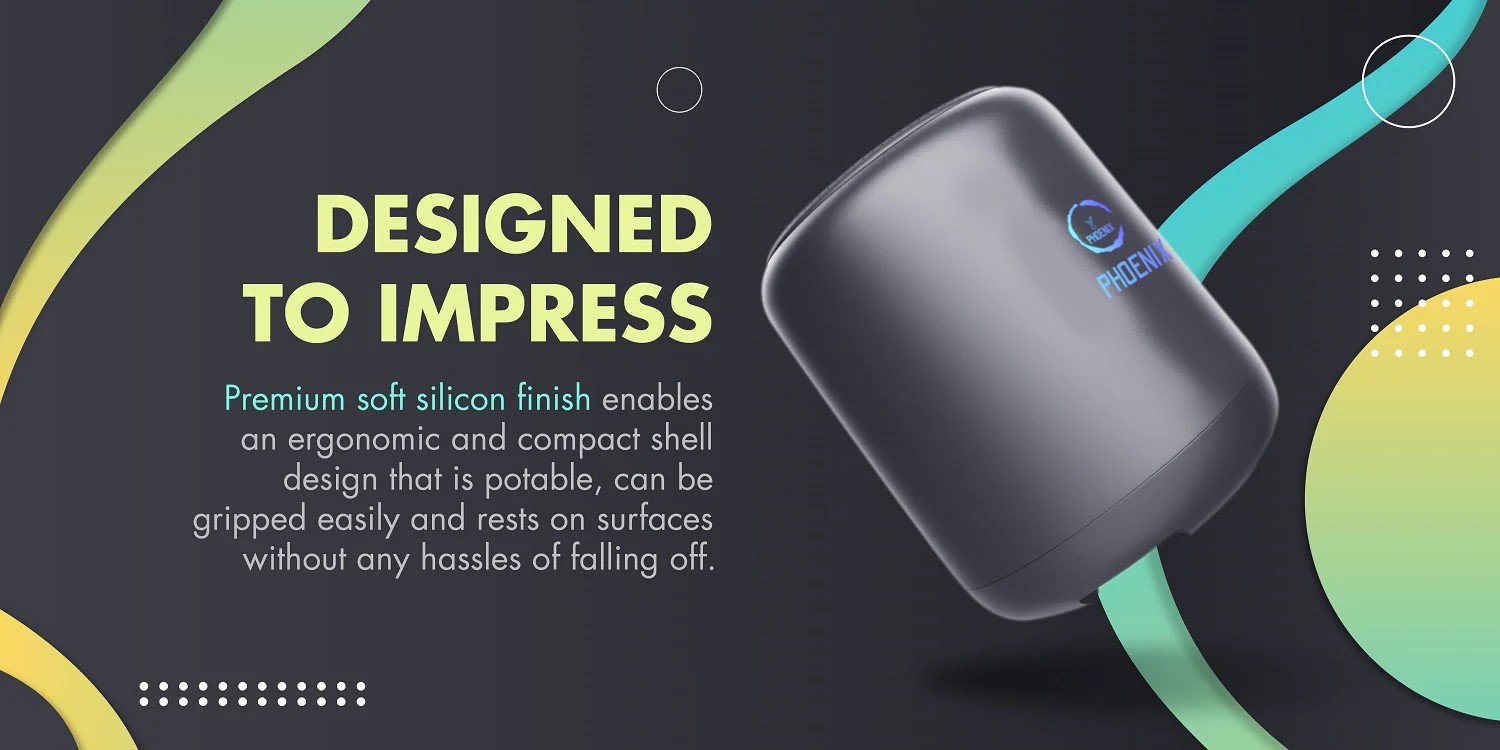 DESIGNED
TO IMPRESS
Premium soft silicon finish enables
an ergonomic and compact shell
design that is potable, can be
gripped easily and rests on surfaces
without any hassles of falling off.
PHOENIX
PHOENIX